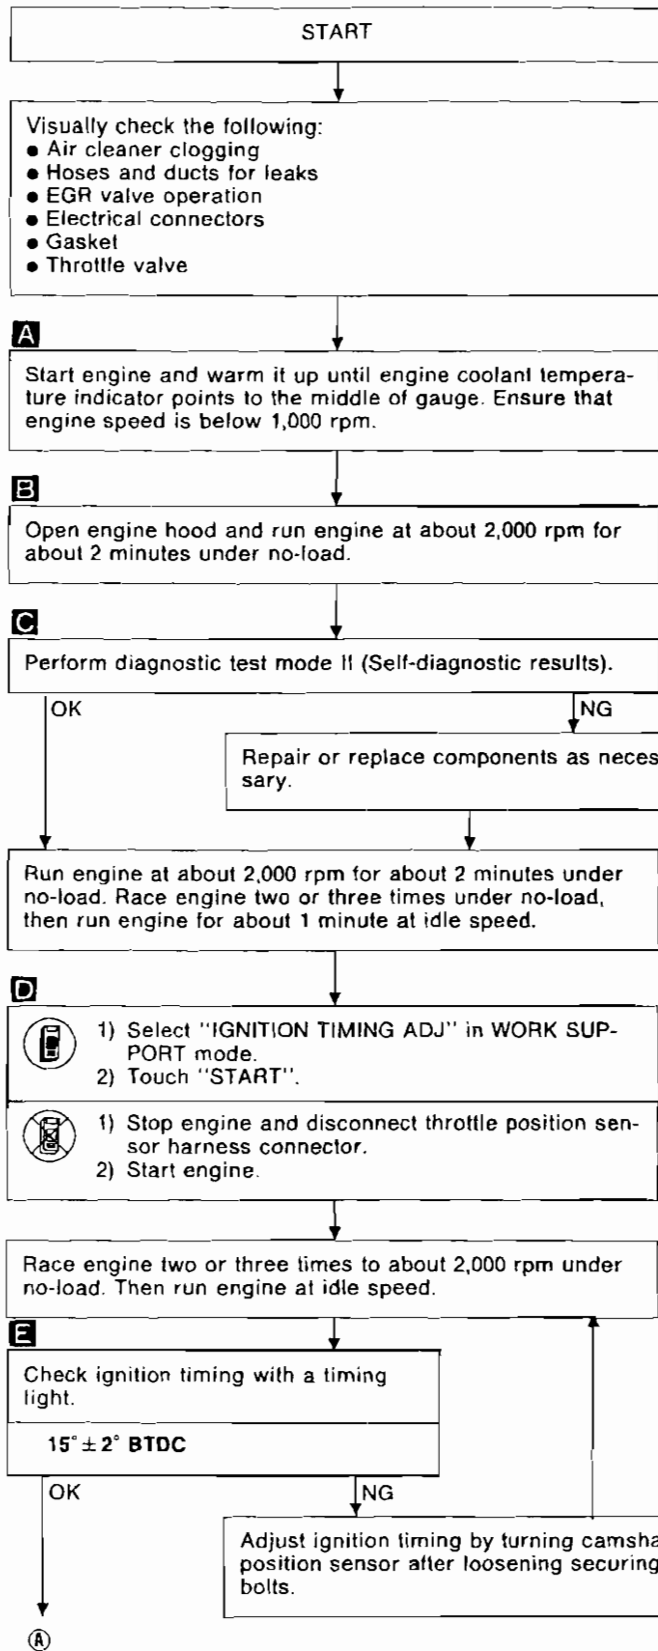 START
Visually check the following:
● Air cleaner clogging
● Hoses and ducts for leaks
● EGR valve operation
● Electrical connectors
● Gasket
● Throttle valve
A
Start engine and warm it up until engine coolant tempera-
ture indicator points to the middle of gauge. Ensure that
engine speed is below 1,000 rpm.
B
Open engine hood and run engine at about 2,000 rpm for
about 2 minutes under no-load.
C
Perform diagnostic test mode II (Self-diagnostic results).
OK
NG
Repair or replace components as neces
sary.
Run engine at about 2,000 rpm for about 2 minutes under
no-load. Race engine two or three times under no-load,
then run engine for about 1 minute at idle speed.
D
1) Select "IGNITION TIMING ADJ" in WORK SUP-
PORT mode.
2) Touch "START".
1) Stop engine and disconnect throttle position sen-
sor harness connector.
2) Start engine.
Race engine two or three times to about 2,000 rpm under
no-load. Then run engine at idle speed.
E
Check ignition timing with a timing
light.
15°±2° BTDC
OK
NG
Adjust ignition timing by turning camsha
position sensor after loosening securing
bolts.
Ⓐ